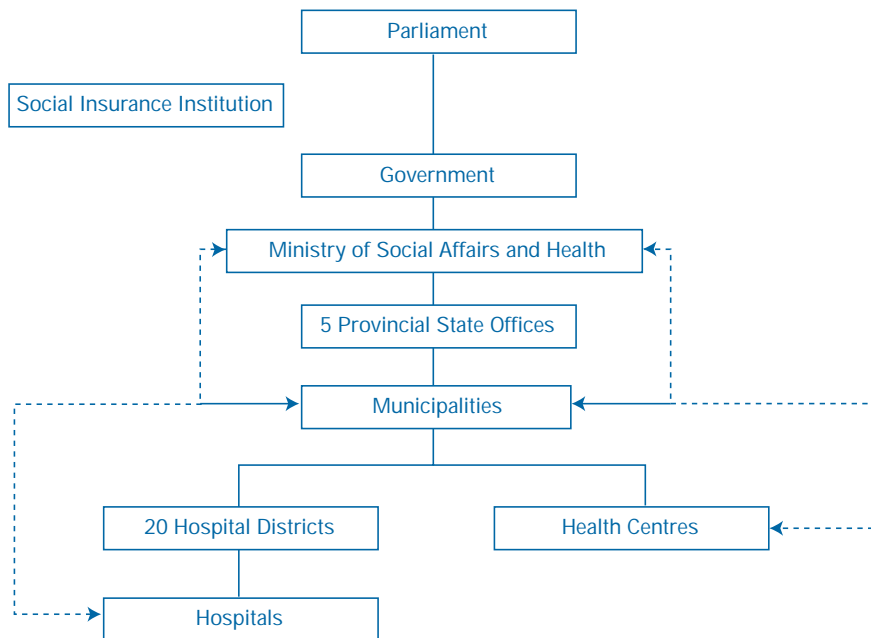 Parliament
Social Insurance Institution
Government
Ministry of Social Affairs and Health
5 Provincial State Offices
Municipalities
20 Hospital Districts
Health Centres
Hospitals